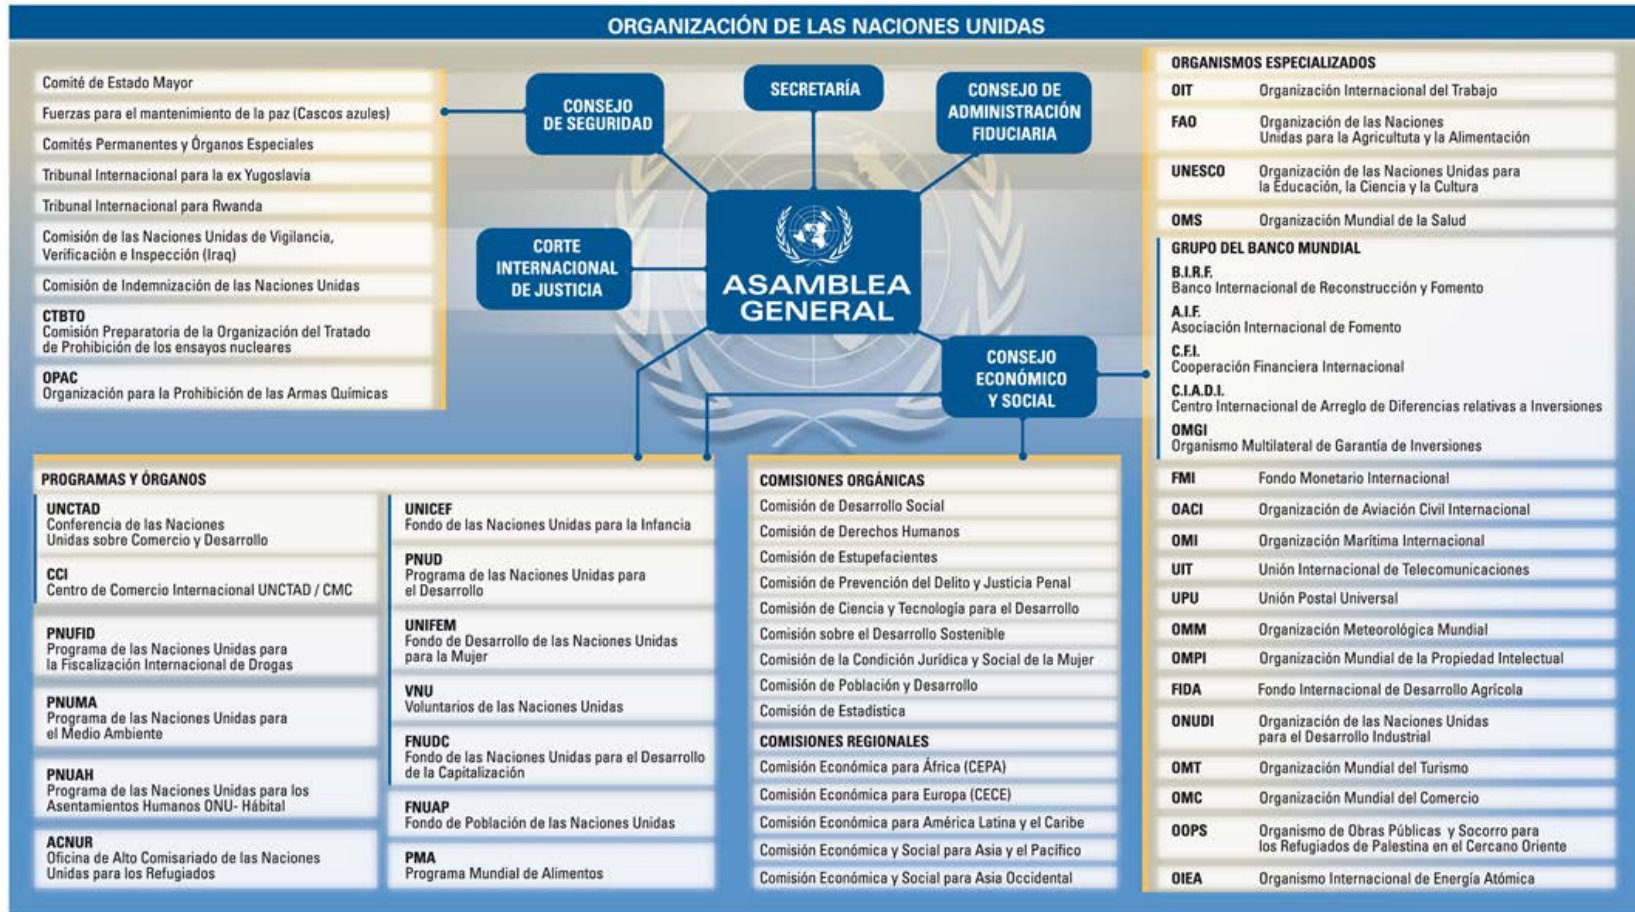 ORGANIZACIÓN DE LAS NACIONES UNIDAS
Comité de Estado Mayor
Fuerzas para el mantenimiento de la paz (Cascos azules)
Comités Permanentes y Órganos Especiales
Tribunal Internacional para la ex Yugoslavia
Tribunal Internacional para Rwanda
Comisión de las Naciones Unidas de Vigilancia,
Verificación e Inspección (Iraq)
Comisión de Indemnización de las Naciones Unidas
CTBTO
Comisión Preparatoria de la Organización del Tratado
de Prohibición de los ensayos nucleares
OPAC
Organización para la Prohibición de las Armas Químicas
CONSEJO
DE SEGURIDAD
SECRETARÍA
CONSEJO DE
ADMINISTRACIÓN
FIDUCIARIA
CORTE
INTERNACIONAL
DE JUSTICIA
ASAMBLEA
GENERAL
CONSEJO
ECONÓMICO
Y SOCIAL
PROGRAMAS Y ÓRGANOS
UNCTAD
Conferencia de las Naciones
Unidas sobre Comercio y Desarrollo
CCI
Centro de Comercio Internacional UNCTAD / CMC
PNUFID
Programa de las Naciones Unidas para
la Fiscalización Internacional de Drogas
PNUMA
Programa de las Naciones Unidas para
el Medio Ambiente
PNUAH
Programa de las Naciones Unidas para los
Asentamientos Humanos ONU- Hábital
ACNUR
Oficina de Alto Comisariado de las Naciones
Unidas para los Refugiados
UNICEF
Fondo de las Naciones Unidas para la Infancia
PNUD
Programa de las Naciones Unidas para
el Desarrollo
UNIFEM
Fondo de Desarrollo de las Naciones Unidas
para la Mujer
VNU
Voluntarios de las Naciones Unidas
FNUDC
Fondo de las Naciones Unidas para el Desarrollo
de la Capitalización
FNUAP
Fondo de Población de las Naciones Unidas
PMA
Programa Mundial de Alimentos
COMISIONES ORGÁNICAS
Comisión de Desarrollo Social
Comisión de Derechos Humanos
Comisión de Estupefacientes
Comisión de Prevención del Delito y Justicia Penal
Comisión de Ciencia y Tecnología para el Desarrollo
Comisión sobre el Desarrollo Sostenible
Comisión de la Condición Jurídica y Social de la Mujer
Comisión de Población y Desarrollo
Comisión de Estadística
COMISIONES REGIONALES
Comisión Económica para África (CEPA)
Comisión Económica para Europa (CECE)
Comisión Económica para América Latina y el Caribe
Comisión Económica y Social para Asia y el Pacífico
Comisión Económica y Social para Asia Occidental
ORGANISMOS ESPECIALIZADOS
OIT Organización Internacional del Trabajo
FAO Organización de las Naciones
Unidas para la Agricultuta y la Alimentación
UNESCO Organización de las Naciones Unidas para
la Educación, la Ciencia y la Cultura
OMS Organización Mundial de la Salud
GRUPO DEL BANCO MUNDIAL
B.I.R.F.
Banco Internacional de Reconstrucción y Fomento
A.I.F.
Asociación Internacional de Fomento
C.F.I.
Cooperación Financiera Internacional
C.I.A.D.I.
Centro Internacional de Arreglo de Diferencias relativas a Inversiones
OMGI
Organismo Multilateral de Garantía de Inversiones
FMI Fondo Monetario Internacional
OACI Organización de Aviación Civil Internacional
OMI Organización Marítima Internacional
UIT Unión Internacional de Telecomunicaciones
UPU Unión Postal Universal
OMM Organización Meteorológica Mundial
OMPI Organización Mundial de la Propiedad Intelectual
FIDA Fondo Internacional de Desarrollo Agrícola
ONUDI Organización de las Naciones Unidas
para el Desarrollo Industrial
OMT Organización Mundial del Turismo
OMC Organización Mundial del Comercio
OOPS Organismo de Obras Públicas y Socorro para
los Refugiados de Palestina en el Cercano Oriente
OIEA Organismo Internacional de Energía Atómica